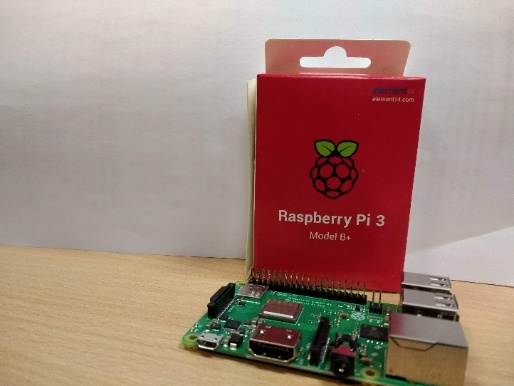 element14
element14.com
Raspberry Pi 3
Model B+